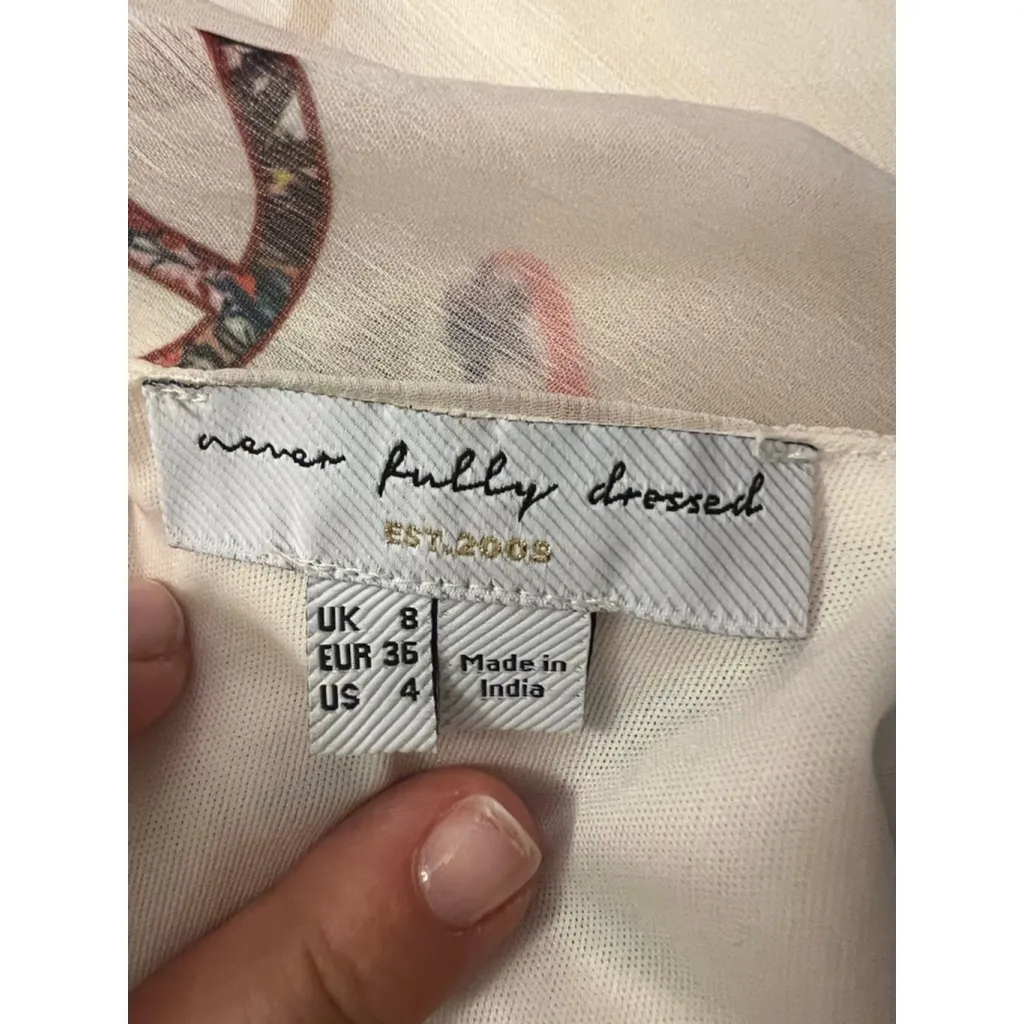 never fully dressed
EST.2009
UK 8
EUR 36
US 4
Made in
India